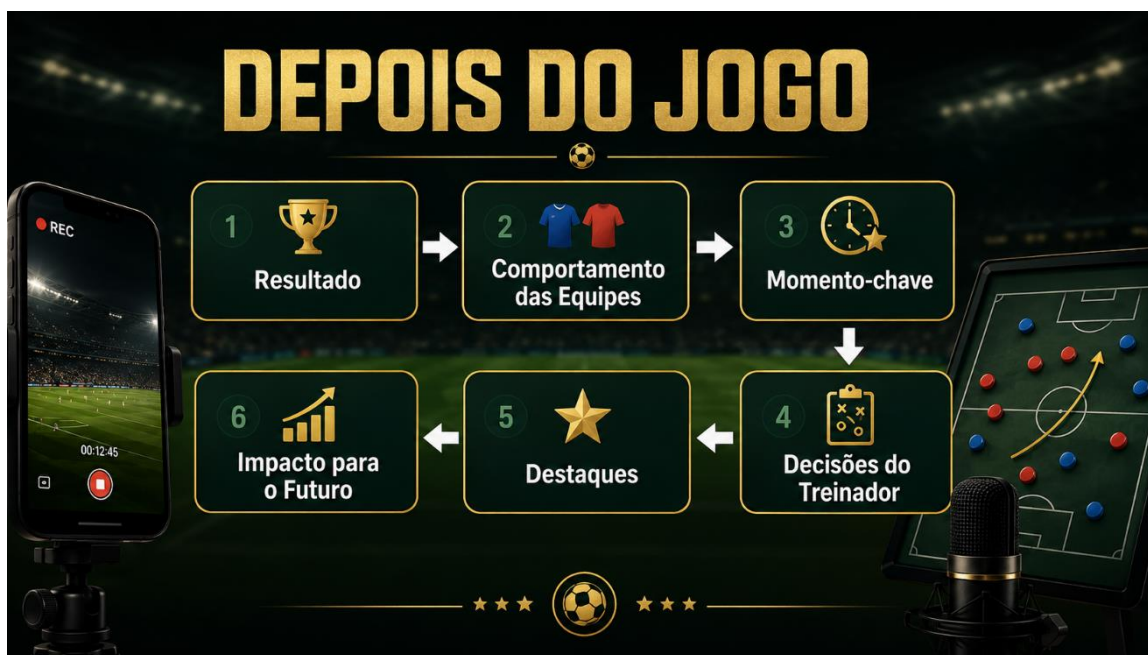 DEPOIS DO JOGO
REC
1
Resultado
2
Comportamento
das Equipes
3
Momento-chave
6
Impacto para
o Futuro
5
Destaques
4
Decisões do
Treinador
00:12:45